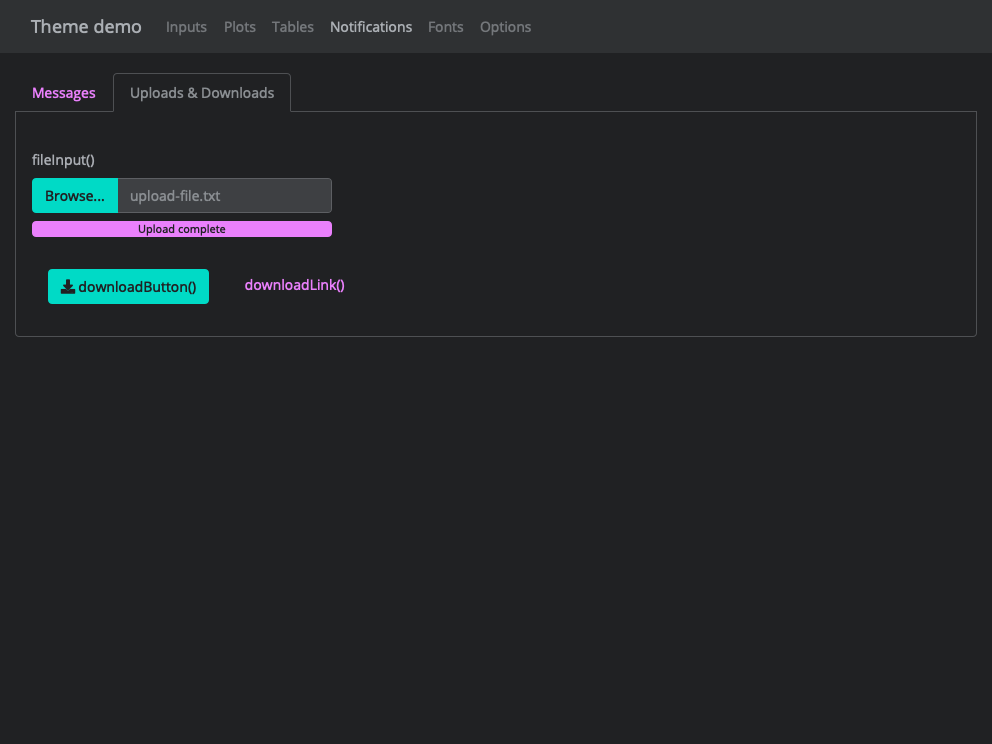 Theme demo Inputs Plots Tables Notifications Fonts Options
Messages Uploads & Downloads
fileInput()
Browse... upload-file.txt
Upload complete
downloadButton() downloadLink()